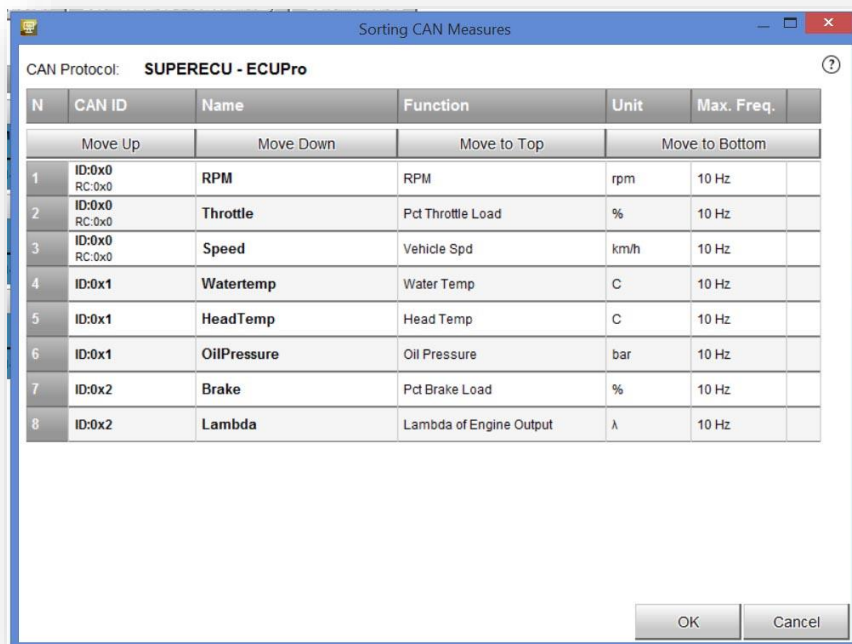 Sorting CAN Measures
CAN Protocol: SUPERECU - ECUPro
?
N CAN ID Name Function Unit Max. Freq.
Move Up Move Down Move to Top Move to Bottom
1 ID:0x0 RC:0x0 RPM RPM rpm 10 Hz
2 ID:0x0 RC:0x0 Throttle Pct Throttle Load % 10 Hz
3 ID:0x0 RC:0x0 Speed Vehicle Spd km/h 10 Hz
4 ID:0x1 Watertemp Water Temp C 10 Hz
5 ID:0x1 HeadTemp Head Temp C 10 Hz
6 ID:0x1 OilPressure Oil Pressure bar 10 Hz
7 ID:0x2 Brake Pct Brake Load % 10 Hz
8 ID:0x2 Lambda Lambda of Engine Output λ 10 Hz
OK Cancel